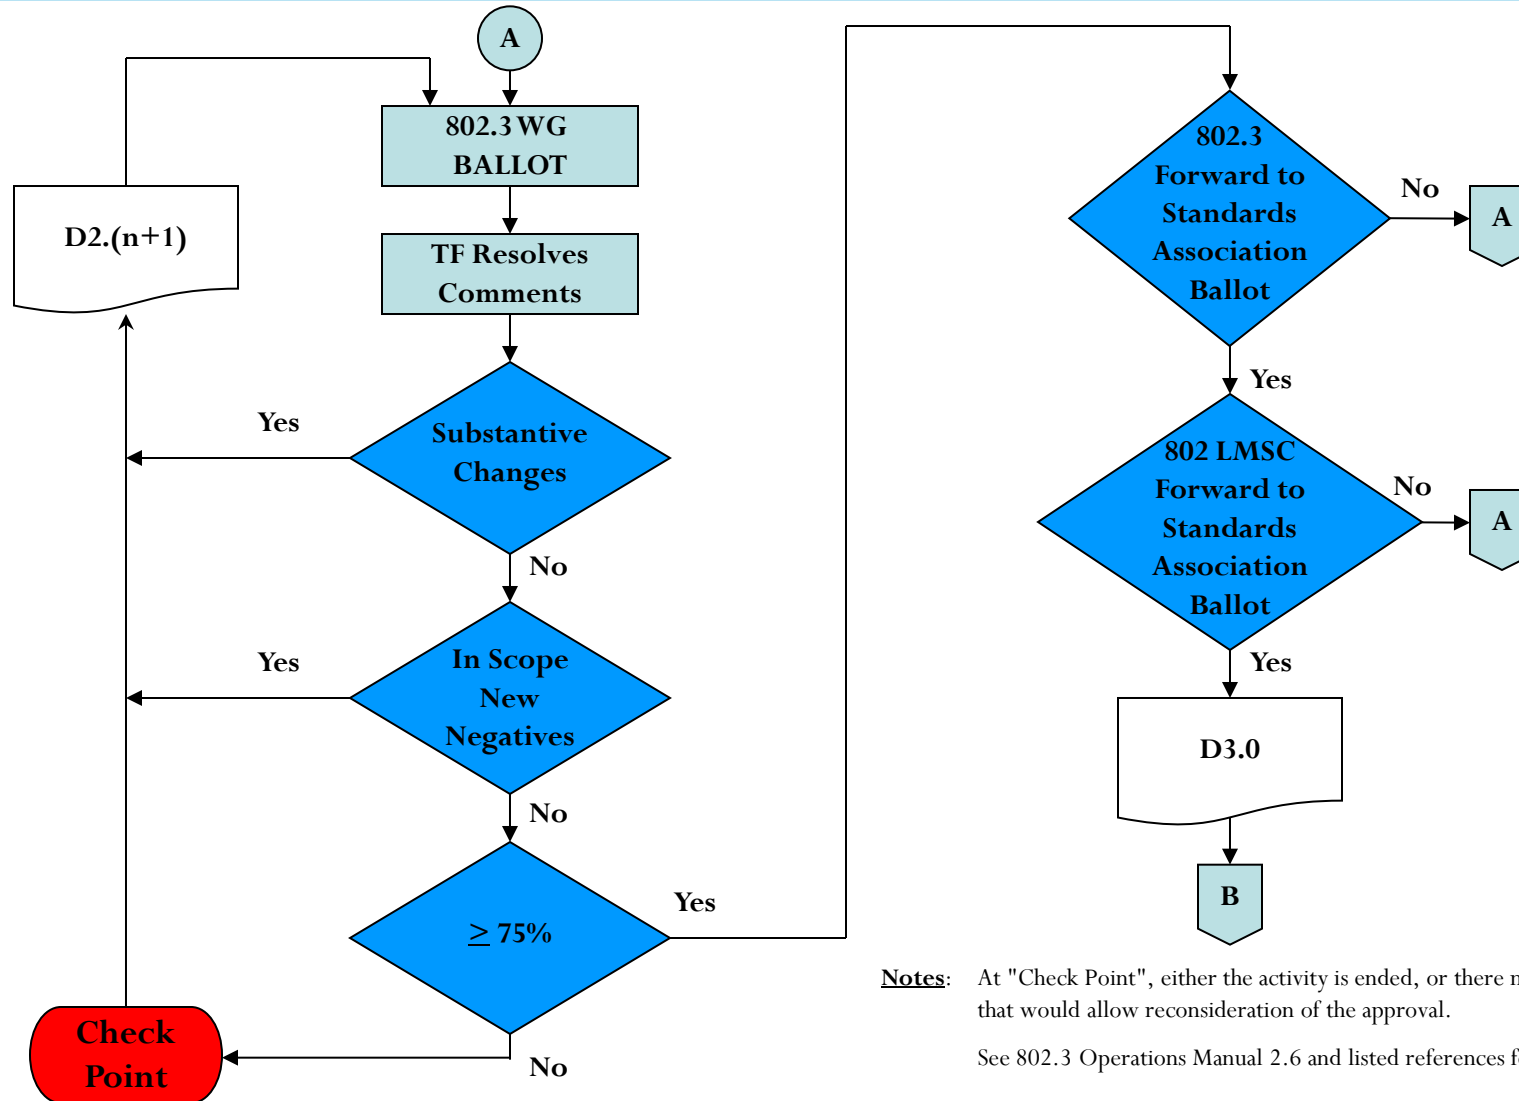 A
802.3 WG
BALLOT
D2.(n+1)
TF Resolves
Comments
Yes
Substantive
Changes
No
Yes
In Scope
New
Negatives
No
≥ 75%
Yes
Check
Point
No
802.3
Forward to
Standards
Association
Ballot
No
A
Yes
802 LMSC
Forward to
Standards
Association
Ballot
No
A
Yes
D3.0
B
Notes: At "Check Point", either the activity is ended, or there
that would allow reconsideration of the approval.
See 802.3 Operations Manual 2.6 and listed references